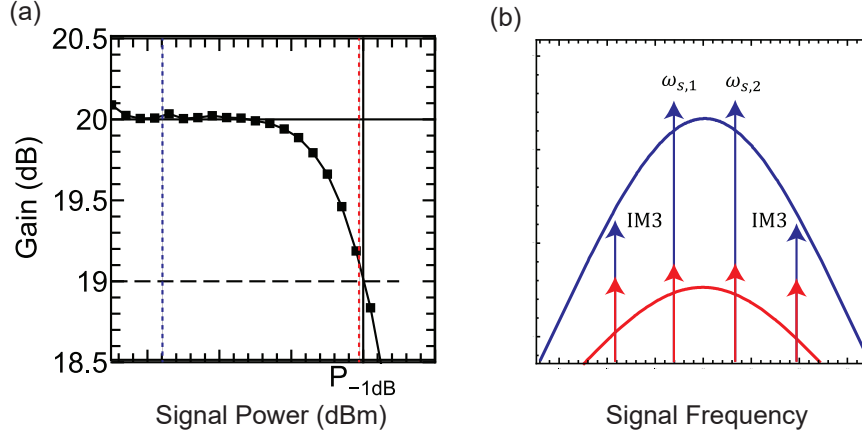 (a)
20.5
20
19.5
19
18.5
Gain (dB)
P−1dB
Signal Power (dBm)
(b)
ωs,1
ωs,2
IM3
IM3
Signal Frequency